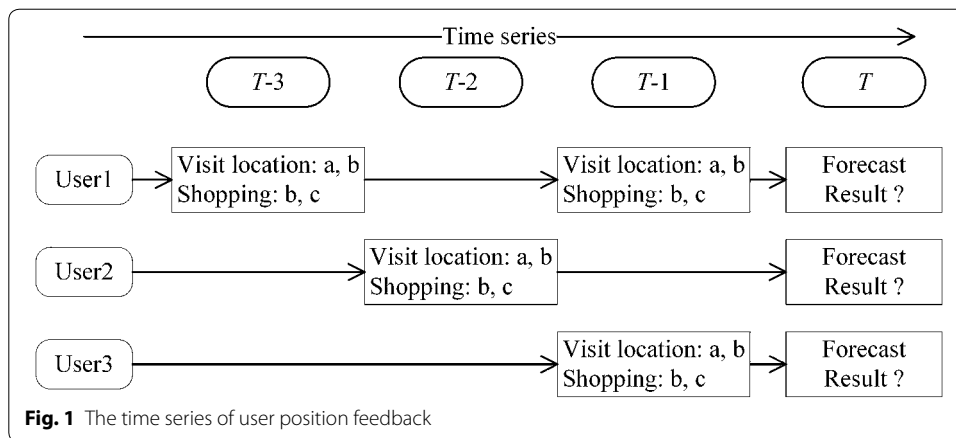 Time series
T-3 T-2 T-1 T
User1
Visit location: a, b
Shopping: b, c
Visit location: a, b
Shopping: b, c
Forecast
Result ?
User2
Visit location: a, b
Shopping: b, c
Forecast
Result ?
User3
Visit location: a, b
Shopping: b, c
Forecast
Result ?
Fig. 1 The time series of user position feedback